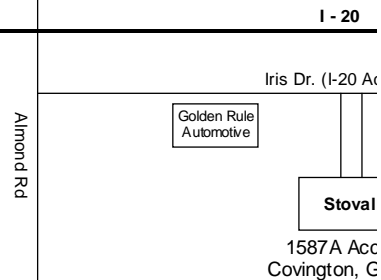 I - 20
Iris Dr. (I-20 Ac
Golden Rule
Automotive
Almond Rd
Stoval
1587A Acc
Covington, G